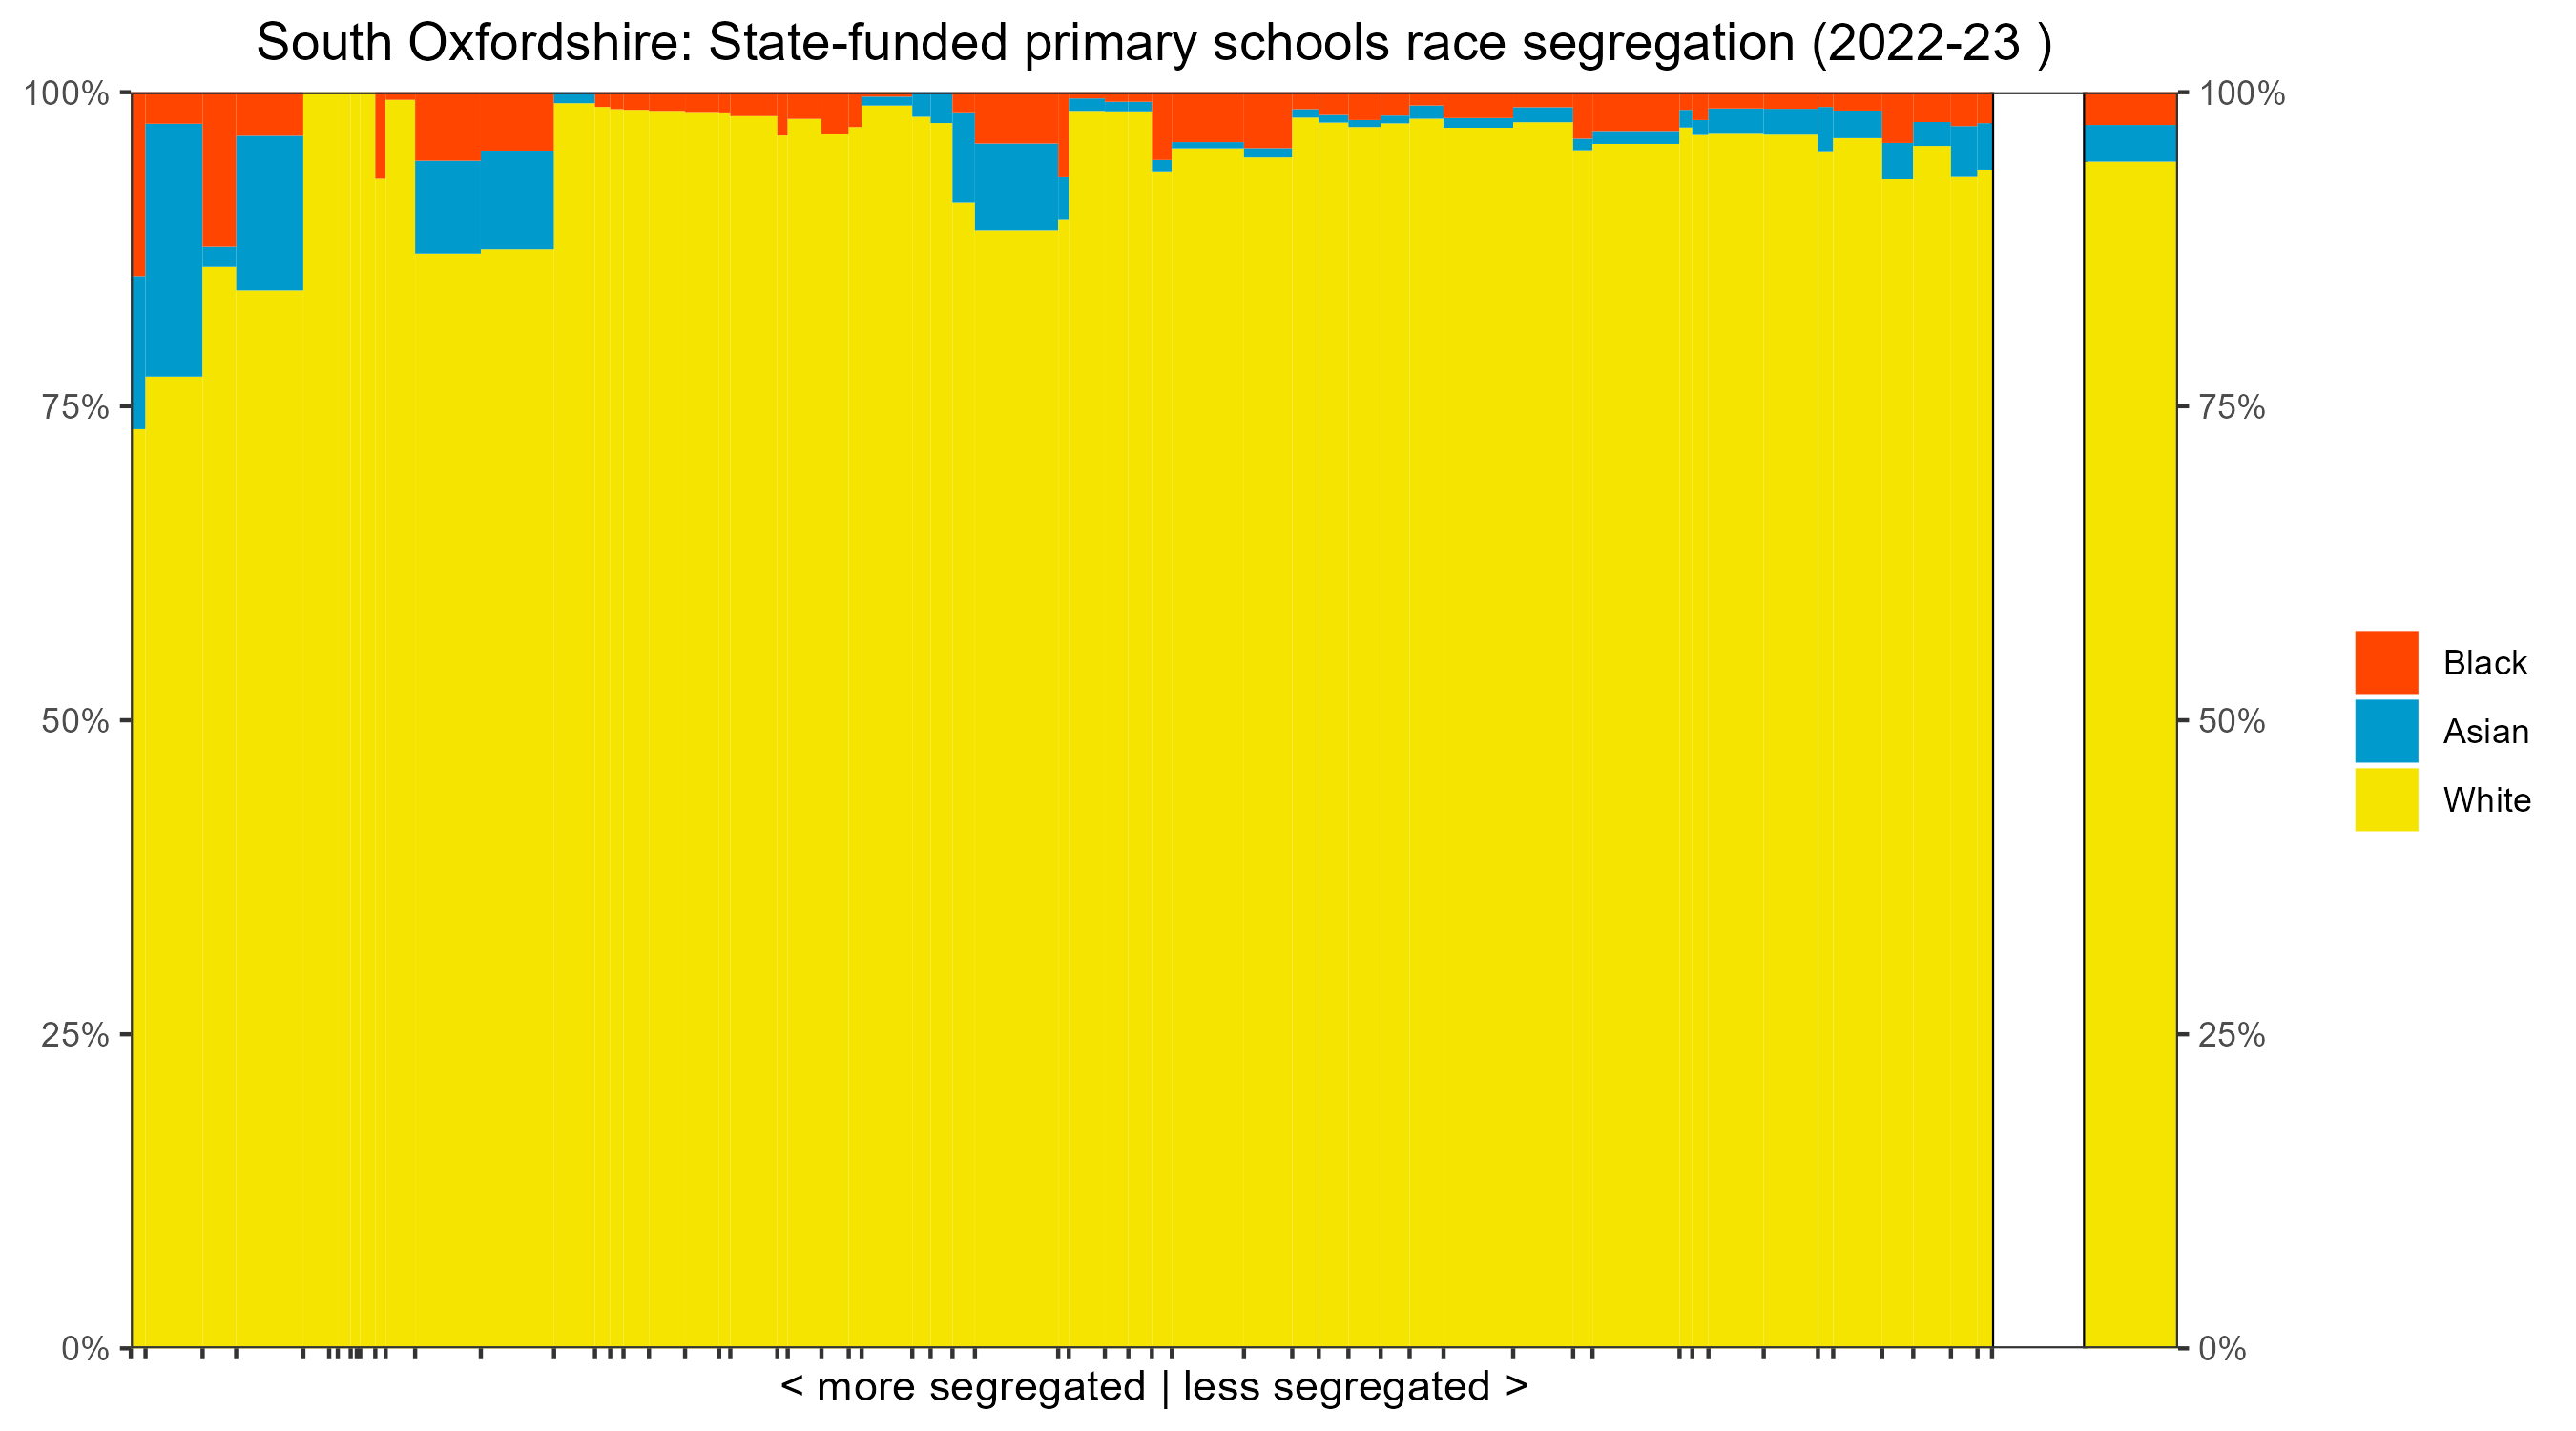 South Oxfordshire: State-funded primary schools race segregation (2022-23 )
100%
75%
50%
25%
0%
100%
75%
50%
25%
0%
Black
Asian
White
< more segregated | less segregated >